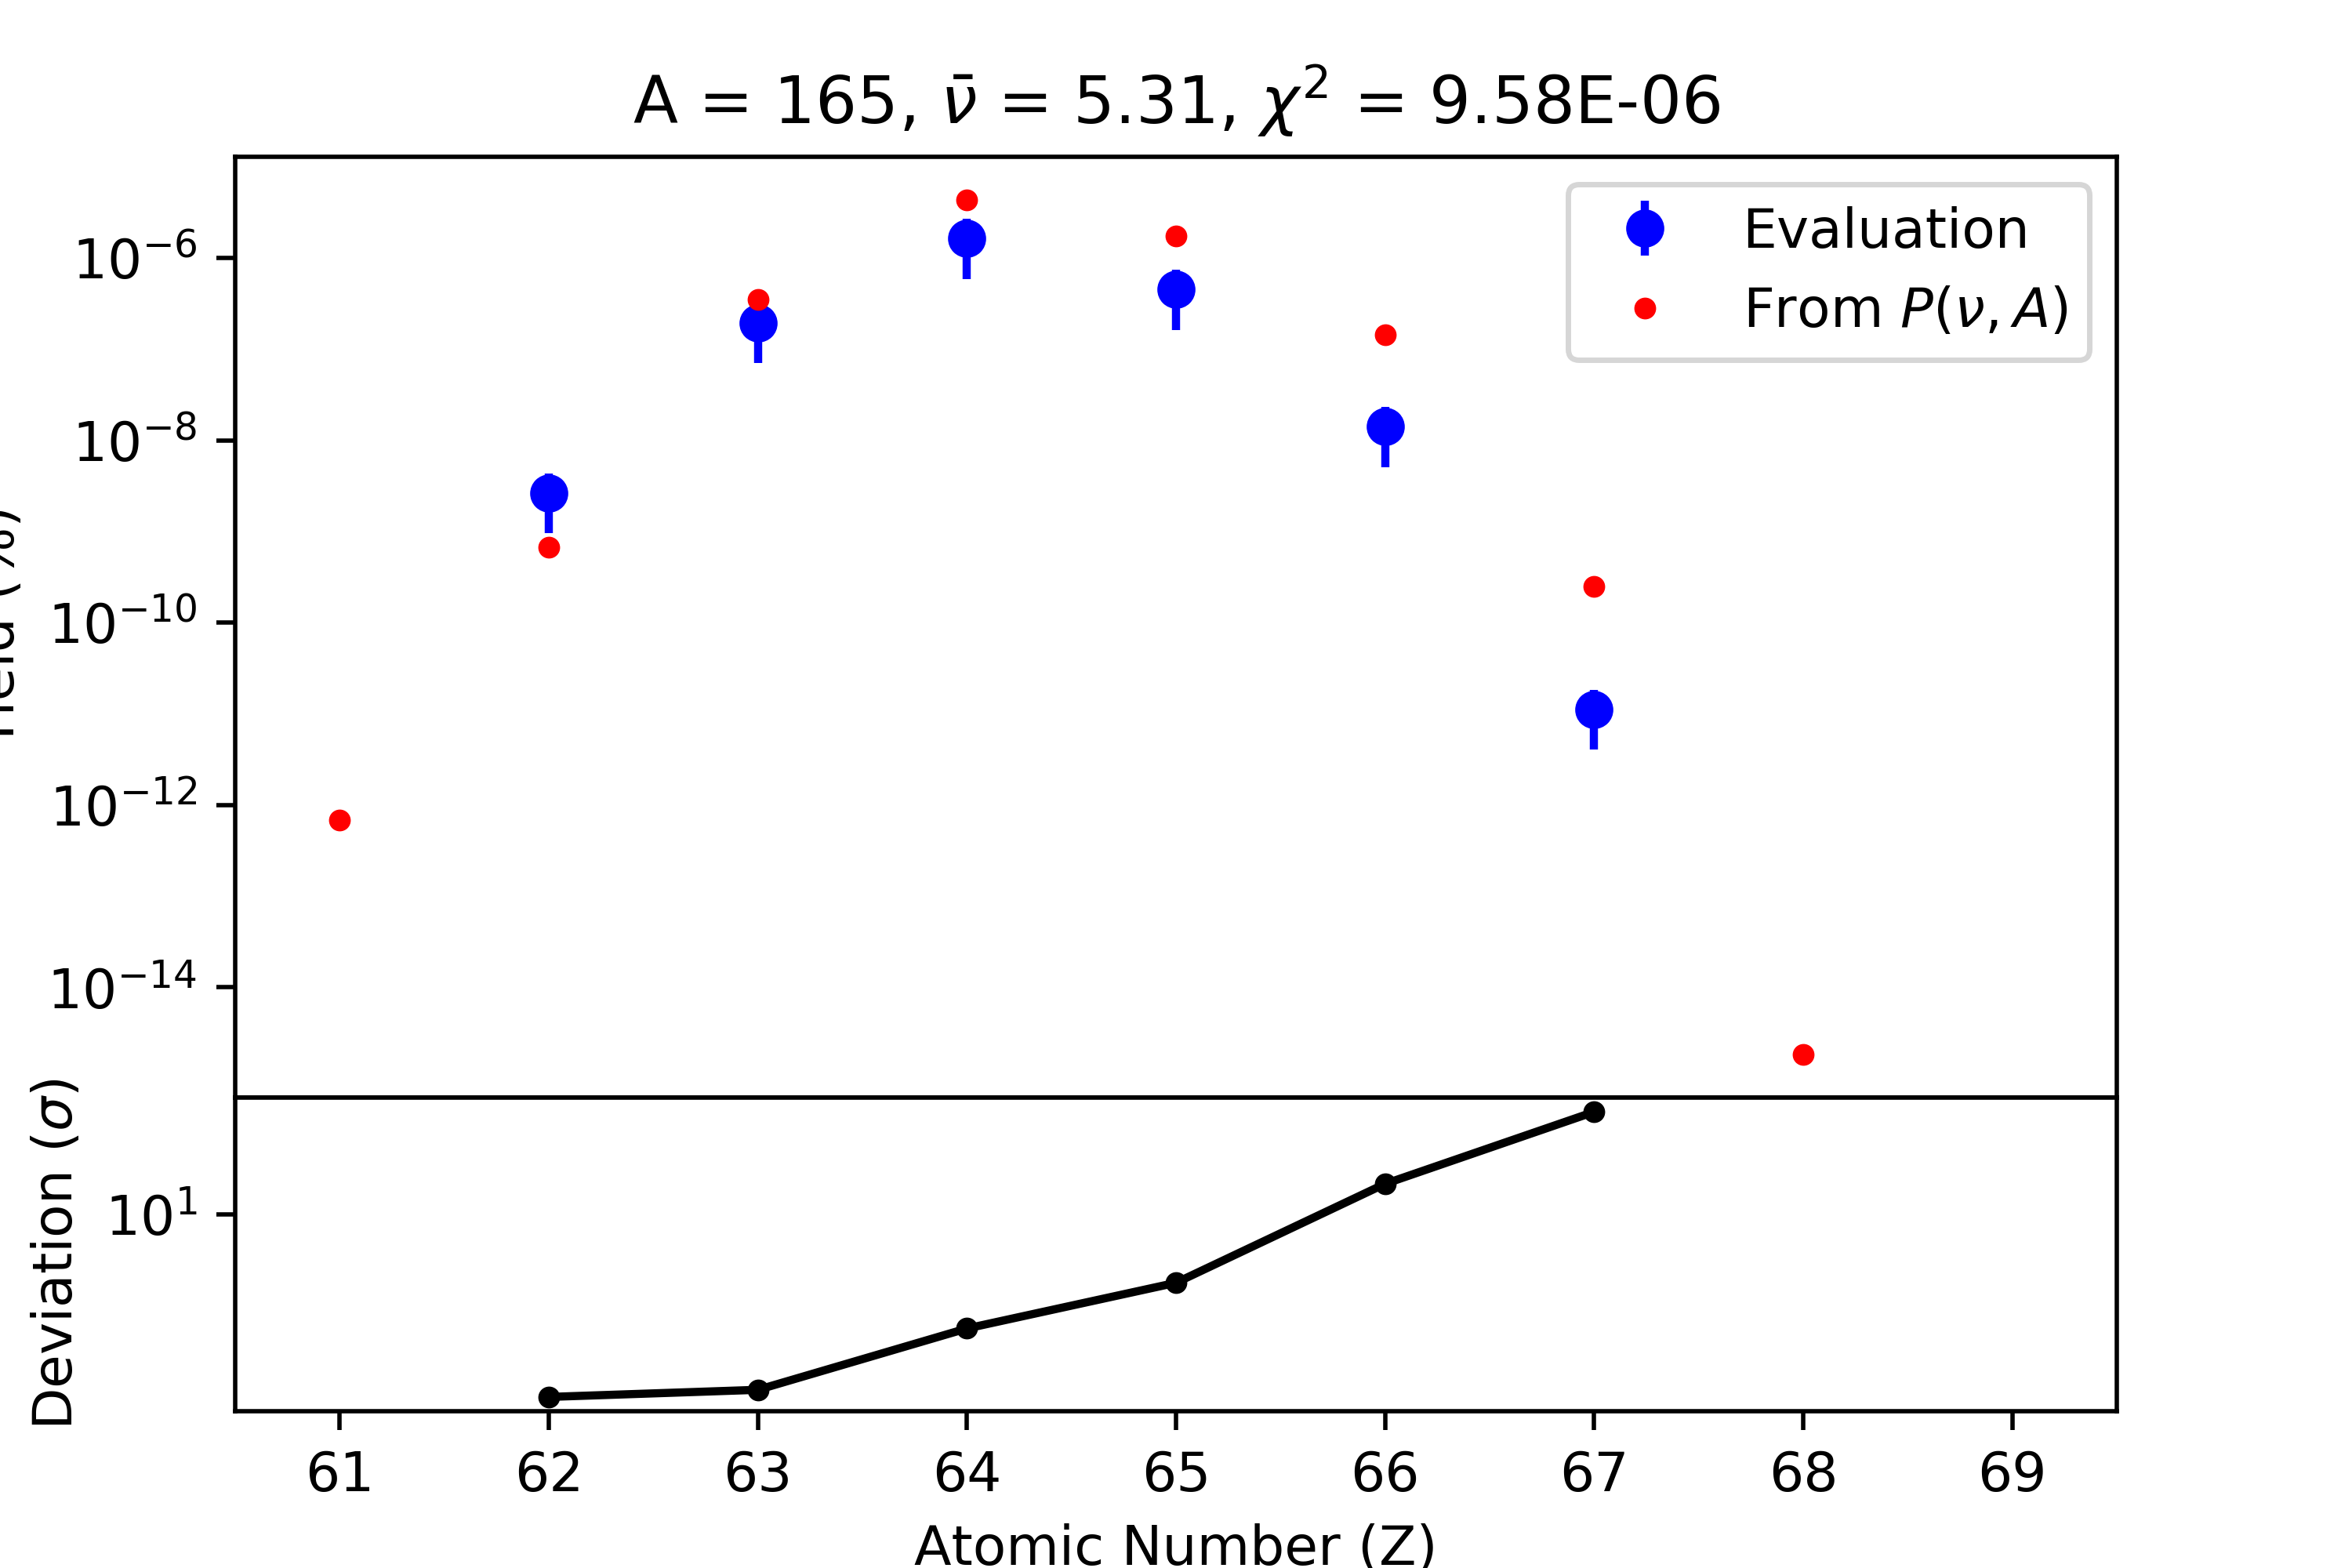 A = 165, ν̄ = 5.31, χ² = 9.58E-06
Evaluation
From P(ν, A)
10⁻⁶
10⁻⁸
10⁻¹⁰
10⁻¹²
10⁻¹⁴
(%)
Deviation (σ)
10¹
61 62 63 64 65 66 67 68 69
Atomic Number (Z)